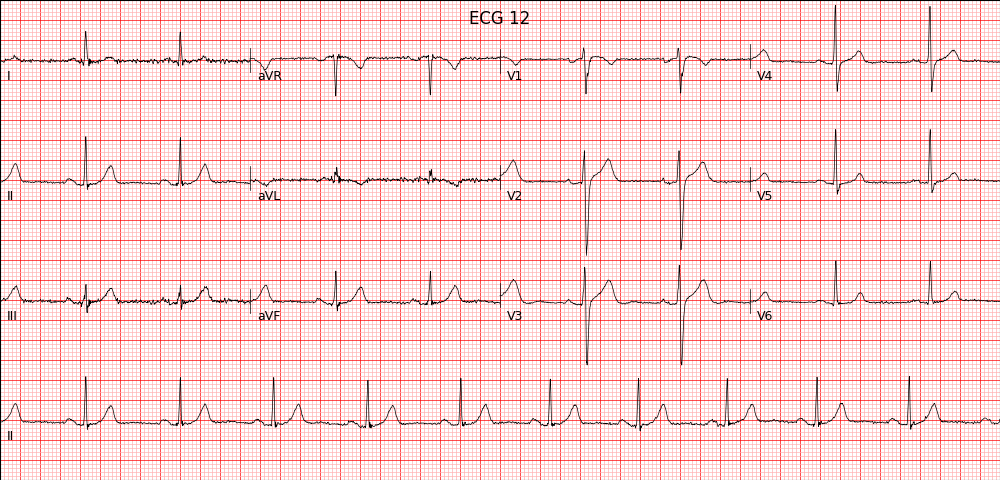 ECG 12
I aVR V1 V4
II aVL V2 V5
III aVF V3 V6
II